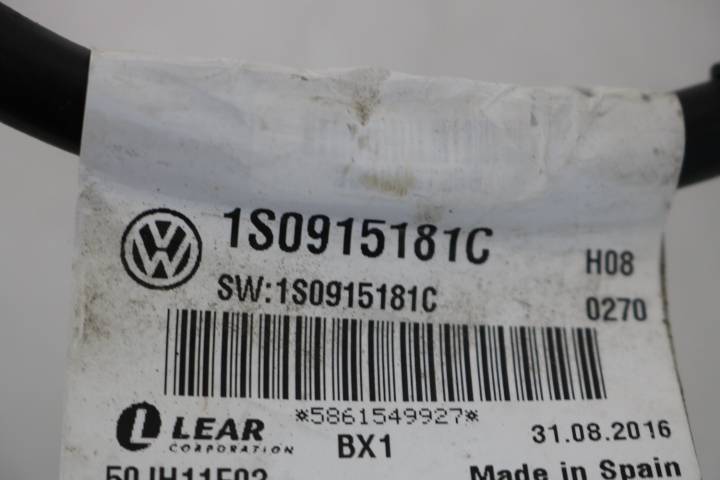 1S0915181C
SW:1S0915181C
H08
0270
*5861549927*
LEAR
CORPORATION
BX1
31.08.2016
Made in Spain